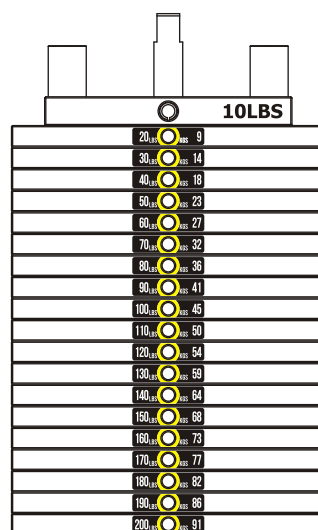 10LBS
20LBS KGS 9
30LBS KGS 14
40LBS KGS 18
50LBS KGS 23
60LBS KGS 27
70LBS KGS 32
80LBS KGS 36
90LBS KGS 41
100LBS KGS 45
110LBS KGS 50
120LBS KGS 54
130LBS KGS 59
140LBS KGS 64
150LBS KGS 68
160LBS KGS 73
170LBS KGS 77
180LBS KGS 82
190LBS KGS 86
200LBS KGS 91